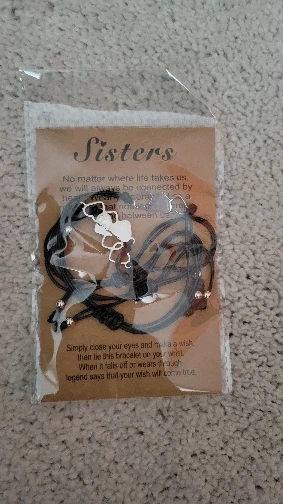 Sisters
No matter where life takes us,
we will always be connected by
between us
Simply close your eyes and make a wish,
then tie this bracelet on your wrist.
When it falls off or wears through
legend says that your wish will come true.